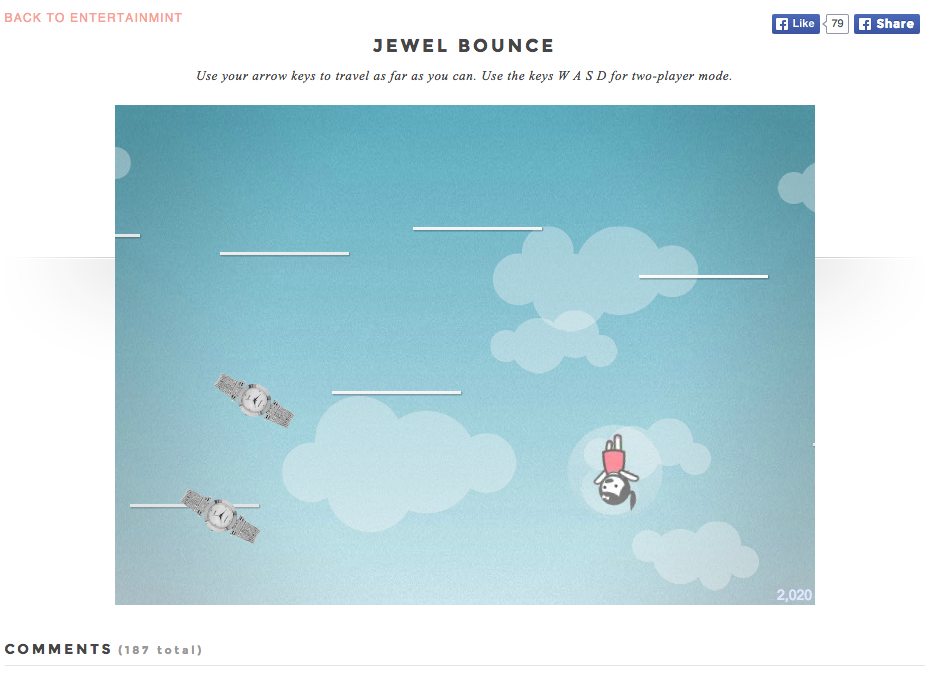 BACK TO ENTERTAINMINT
Like 79 Share
JEWEL BOUNCE
Use your arrow keys to travel as far as you can. Use the keys W A S D for two-player mode.
2,020
COMMENTS (187 total)